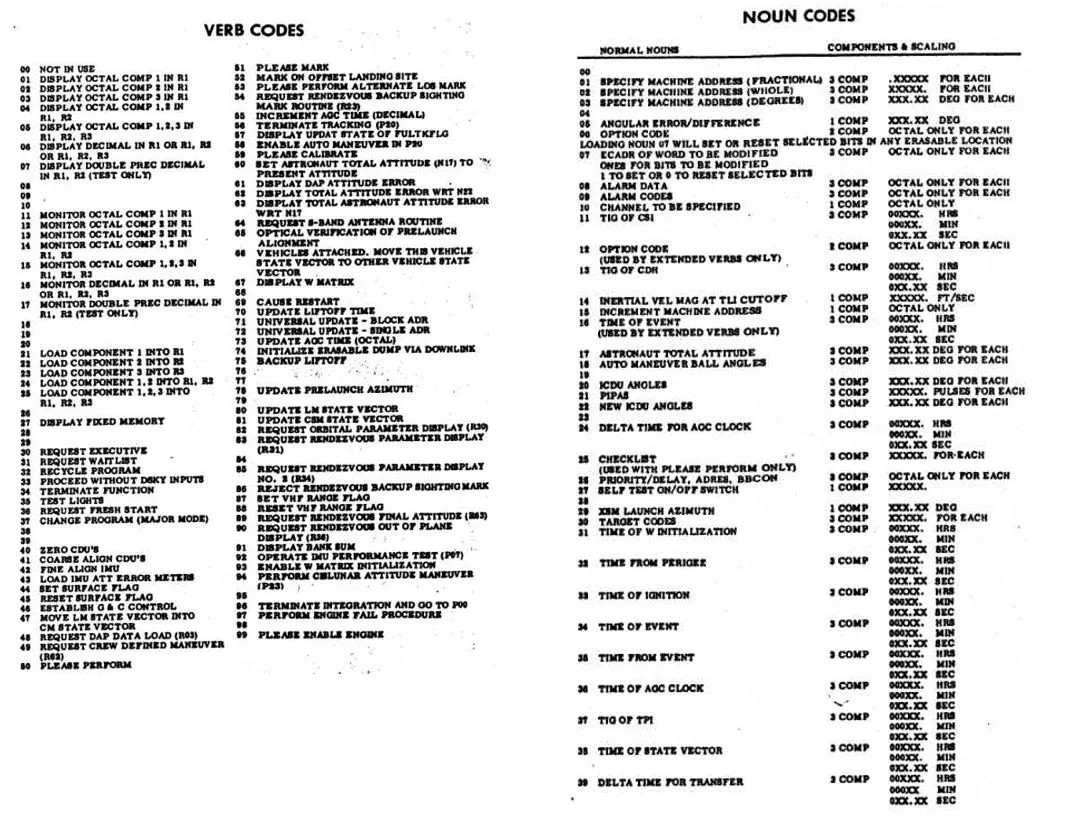 VERB CODES
00 NOT IN USE
01 DISPLAY OCTAL COMP 1 IN R1
02 DISPLAY OCTAL COMP 2 IN R1
03 DISPLAY OCTAL COMP 3 IN R1
04 DISPLAY OCTAL COMP 1,2 IN
R1, R2
05 DISPLAY OCTAL COMP 1,2,3 IN
R1, R2, R3
06 DISPLAY DECIMAL IN R1 OR R1, R2
OR R1, R2, R3
07 DISPLAY DOUBLE PREC DECIMAL
IN R1, R2 (TEST ONLY)
08
09
10
11 MONITOR OCTAL COMP 1 IN R1
12 MONITOR OCTAL COMP 2 IN R1
13 MONITOR OCTAL COMP 3 IN R1
14 MONITOR OCTAL COMP 1,2 IN
R1, R2
15 MONITOR OCTAL COMP 1,2,3 IN
R1, R2, R3
16 MONITOR DECIMAL IN R1 OR R1, R2
OR R1, R2, R3
17 MONITOR DOUBLE PREC DECIMAL IN
R1, R2 (TEST ONLY)
18
19
20
21 LOAD COMPONENT 1 INTO R1
22 LOAD COMPONENT 2 INTO R2
23 LOAD COMPONENT 3 INTO R3
24 LOAD COMPONENT 1,2 INTO R1, R2
25 LOAD COMPONENT 1,2,3 INTO
R1, R2, R3
26
27 DISPLAY FIXED MEMORY
28
29
30 REQUEST EXECUTIVE
31 REQUEST WAITLIST
32 RECYCLE PROGRAM
33 PROCEED WITHOUT DSKY INPUTS
34 TERMINATE FUNCTION
35 TEST LIGHTS
36 REQUEST FRESH START
37 CHANGE PROGRAM (MAJOR MODE)
38
39
40 ZERO CDU'S
41 COARSE ALIGN CDU'S
42 FINE ALIGN IMU
43 LOAD IMU ATT ERROR METERS
44 SET SURFACE FLAG
45 RESET SURFACE FLAG
46 ESTABLISH G & C CONTROL
47 MOVE LM STATE VECTOR INTO
CM STATE VECTOR
48 REQUEST DAP DATA LOAD (R03)
49 REQUEST CREW DEFINED MANEUVER
(R62)
50 PLEASE PERFORM
51 PLEASE MARK
52 MARK ON OFFSET LANDING SITE
53 PLEASE PERFORM ALTERNATE LOS MARK
54 REQUEST RENDEZVOUS BACKUP SIGHTING
MARK ROUTINE (R23)
55 INCREMENT AGC TIME (DECIMAL)
56 TERMINATE TRACKING (P20)
57 DISPLAY UPDAT STATE OF FULTKFLG
58 ENABLE AUTO MANEUVER IN P20
59 PLEASE CALIBRATE
60 SET ASTRONAUT TOTAL ATTITUDE (N17) TO
PRESENT ATTITUDE
61 DISPLAY DAP ATTITUDE ERROR
62 DISPLAY TOTAL ATTITUDE ERROR WRT N22
63 DISPLAY TOTAL ASTRONAUT ATTITUDE ERROR
WRT N17
64 REQUEST S-BAND ANTENNA ROUTINE
65 OPTICAL VERIFICATION OF PRELAUNCH
ALIGNMENT
66 VEHICLES ATTACHED. MOVE THIS VEHICLE
STATE VECTOR TO OTHER VEHICLE STATE
VECTOR
67 DISPLAY W MATRIX
68
69 CAUSE RESTART
70 UPDATE LIFTOFF TIME
71 UNIVERSAL UPDATE - BLOCK ADR
72 UNIVERSAL UPDATE - SINGLE ADR
73 UPDATE AGC TIME (OCTAL)
74 INITIALIZE ERASABLE DUMP VIA DOWNLINK
75 BACKUP LIFTOFF
76
77
78 UPDATE PRELAUNCH AZIMUTH
79
80 UPDATE LM STATE VECTOR
81 UPDATE CSM STATE VECTOR
82 REQUEST ORBITAL PARAMETER DISPLAY (R30)
83 REQUEST RENDEZVOUS PARAMETER DISPLAY
(R31)
84
85 REQUEST RENDEZVOUS PARAMETER DISPLAY
NO. 2 (R34)
86 REJECT RENDEZVOUS BACKUP SIGHTING MARK
87 SET VHF RANGE FLAG
88 RESET VHF RANGE FLAG
89 REQUEST RENDEZVOUS FINAL ATTITUDE (R63)
90 REQUEST RENDEZVOUS OUT OF PLANE
DISPLAY (R36)
91 DISPLAY BANK SUM
92 OPERATE IMU PERFORMANCE TEST (P07)
93 ENABLE W MATRIX INITIALIZATION
94 PERFORM CISLUNAR ATTITUDE MANEUVER
(P23)
95
96 TERMINATE INTEGRATION AND GO TO P00
97 PERFORM ENGINE FAIL PROCEDURE
98
99 PLEASE ENABLE ENGINE
NOUN CODES
NORMAL NOUNS COMPONENTS & SCALING
00
01 SPECIFY MACHINE ADDRESS (FRACTIONAL) 3 COMP .XXXXX FOR EACH
02 SPECIFY MACHINE ADDRESS (WHOLE) 3 COMP XXXXX. FOR EACH
03 SPECIFY MACHINE ADDRESS (DEGREES) 3 COMP XXX.XX DEG FOR EACH
04
05 ANGULAR ERROR/DIFFERENCE 1 COMP XXX.XX DEG
06 OPTION CODE 2 COMP OCTAL ONLY FOR EACH
LOADING NOUN 07 WILL SET OR RESET SELECTED BITS IN ANY ERASABLE LOCATION
07 ECADR OF WORD TO BE MODIFIED 3 COMP OCTAL ONLY FOR EACH
ONES FOR BITS TO BE MODIFIED
1 TO SET OR 0 TO RESET SELECTED BITS
08 ALARM DATA 3 COMP OCTAL ONLY FOR EACH
09 ALARM CODES 3 COMP OCTAL ONLY FOR EACH
10 CHANNEL TO BE SPECIFIED 1 COMP OCTAL ONLY
11 TIG OF CSI 3 COMP 00XXX. HRS
000XX. MIN
0XX.XX SEC
12 OPTION CODE 2 COMP OCTAL ONLY FOR EACH
(USED BY EXTENDED VERBS ONLY)
13 TIG OF CDH 3 COMP 00XXX. HRS
000XX. MIN
0XX.XX SEC
14 INERTIAL VEL MAG AT TLI CUTOFF 1 COMP XXXXX. FT/SEC
15 INCREMENT MACHINE ADDRESS 1 COMP OCTAL ONLY
16 TIME OF EVENT 3 COMP 00XXX. HRS
(USED BY EXTENDED VERBS ONLY) 000XX. MIN
0XX.XX SEC
17 ASTRONAUT TOTAL ATTITUDE 3 COMP XXX.XX DEG FOR EACH
18 AUTO MANEUVER BALL ANGLES 3 COMP XXX.XX DEG FOR EACH
19
20 ICDU ANGLES 3 COMP XXX.XX DEG FOR EACH
21 PIPAS 3 COMP XXXXX. PULSES FOR EACH
22 NEW ICDU ANGLES 3 COMP XXX.XX DEG FOR EACH
23
24 DELTA TIME FOR AGC CLOCK 3 COMP 00XXX. HRS
000XX. MIN
0XX.XX SEC
25 CHECKLIST 3 COMP XXXXX. FOR EACH
(USED WITH PLEASE PERFORM ONLY)
26 PRIORITY/DELAY, ADRES, BBCON 3 COMP OCTAL ONLY FOR EACH
27 SELF TEST ON/OFF SWITCH 1 COMP XXXXX.
28
29 XSM LAUNCH AZIMUTH 1 COMP XXX.XX DEG
30 TARGET CODES 3 COMP XXXXX. FOR EACH
31 TIME OF W INITIALIZATION 3 COMP 00XXX. HRS
000XX. MIN
0XX.XX SEC
32 TIME FROM PERIGEE 3 COMP 00XXX. HRS
000XX. MIN
0XX.XX SEC
33 TIME OF IGNITION 3 COMP 00XXX. HRS
000XX. MIN
0XX.XX SEC
34 TIME OF EVENT 3 COMP 00XXX. HRS
000XX. MIN
0XX.XX SEC
35 TIME FROM EVENT 3 COMP 00XXX. HRS
000XX. MIN
0XX.XX SEC
36 TIME OF AGC CLOCK 3 COMP 00XXX. HRS
000XX. MIN
0XX.XX SEC
37 TIG OF TPI 3 COMP 00XXX. HRS
000XX. MIN
0XX.XX SEC
38 TIME OF STATE VECTOR 3 COMP 00XXX. HRS
000XX. MIN
0XX.XX SEC
39 DELTA TIME FOR TRANSFER 3 COMP 00XXX. HRS
000XX MIN
0XX.XX SEC